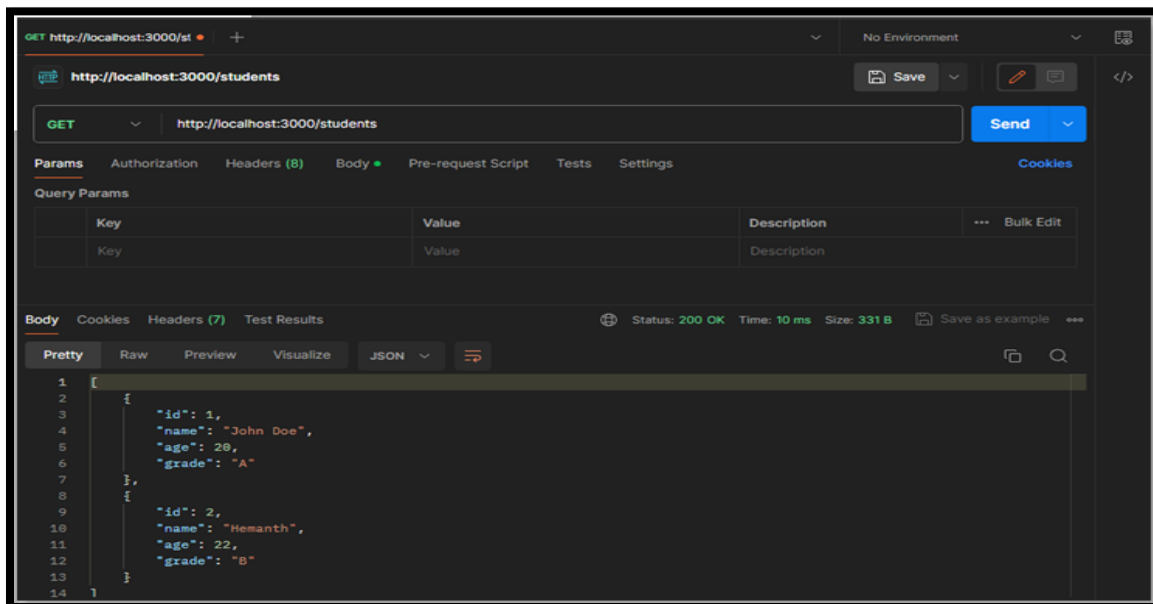 GET http://localhost:3000/st
No Environment
HTTP http://localhost:3000/students
Save
</>
GET http://localhost:3000/students Send
Params Authorization Headers (8) Body Pre-request Script Tests Settings Cookies
Query Params
Key Value Description ••• Bulk Edit
Key Value Description
Body Cookies Headers (7) Test Results Status: 200 OK Time: 10 ms Size: 331 B Save as example •••
Pretty Raw Preview Visualize JSON
1 [
2 {
3 "id": 1,
4 "name": "John Doe",
5 "age": 20,
6 "grade": "A"
7 },
8 {
9 "id": 2,
10 "name": "Hemanth",
11 "age": 22,
12 "grade": "B"
13 }
14 ]